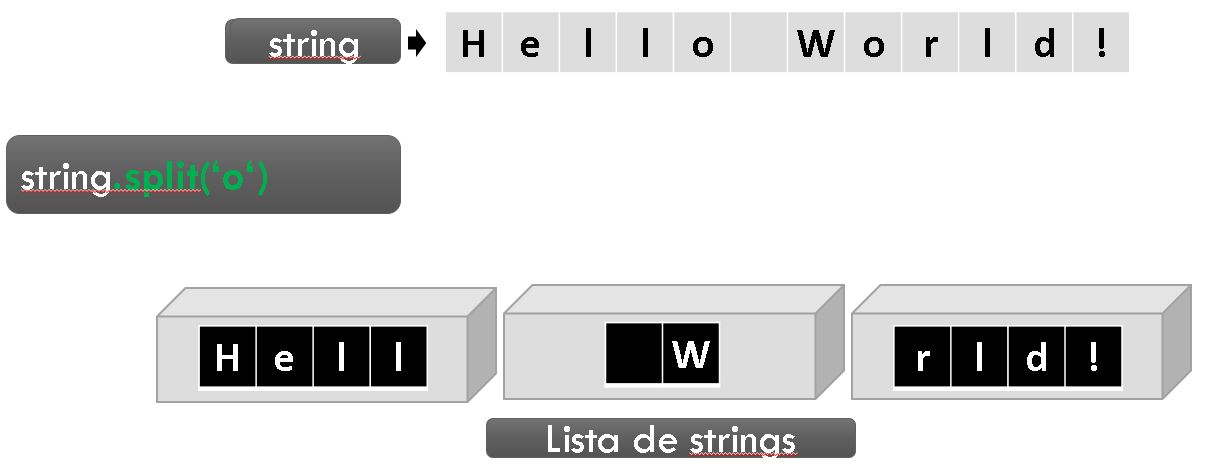 string H e l l o W o r l d !
string.split(‘o‘)
H e l l W r l d !
Lista de strings